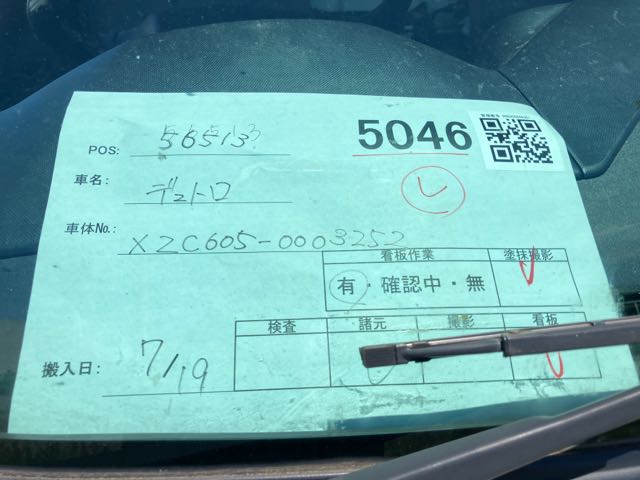 5046
POS: 56513
車名: デュトロ
レ
車体No.: XZC605-0003252
看板作業 塗抹撮影
有・確認中・無
検査 諸元 撮影 看板
搬入日: 7/19